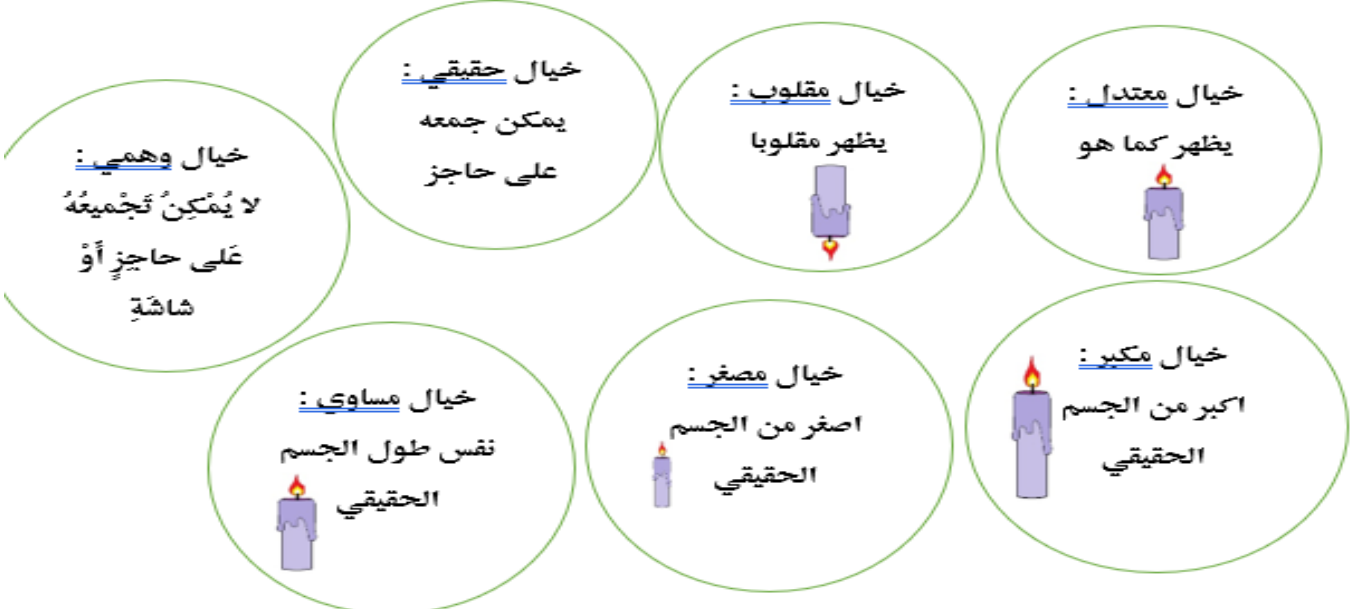 خيال معتدل :
يظهر كما هو
خيال مقلوب :
يظهر مقلوبا
خيال حقيقي :
يمكن جمعه
على حاجز
خيال وهمي :
لا يُمْكِنُ تَجْميعُهُ
عَلى حاجِزٍ أَوْ
شاشَةِ
خيال مكبر :
اكبر من الجسم
الحقيقي
خيال مصغر :
اصغر من الجسم
الحقيقي
خيال مساوي :
نفس طول الجسم
الحقيقي